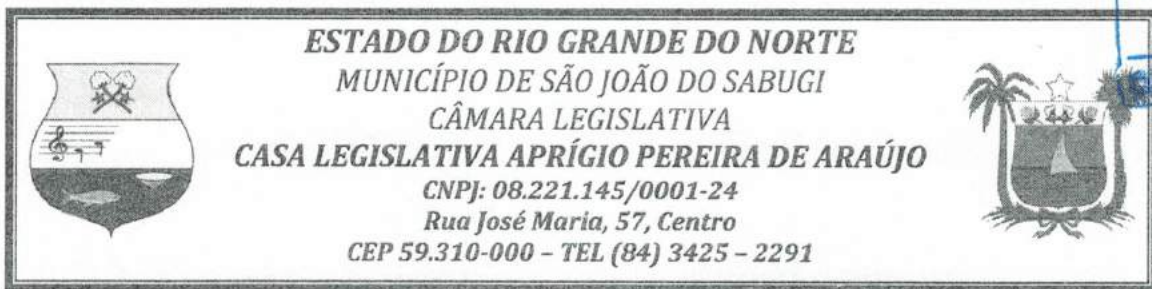 ESTADO DO RIO GRANDE DO NORTE
MUNICÍPIO DE SÃO JOÃO DO SABUGI
CÂMARA LEGISLATIVA
CASA LEGISLATIVA APRÍGIO PEREIRA DE ARAÚJO
CNPJ: 08.221.145/0001-24
Rua José Maria, 57, Centro
CEP 59.310-000 – TEL (84) 3425 – 2291